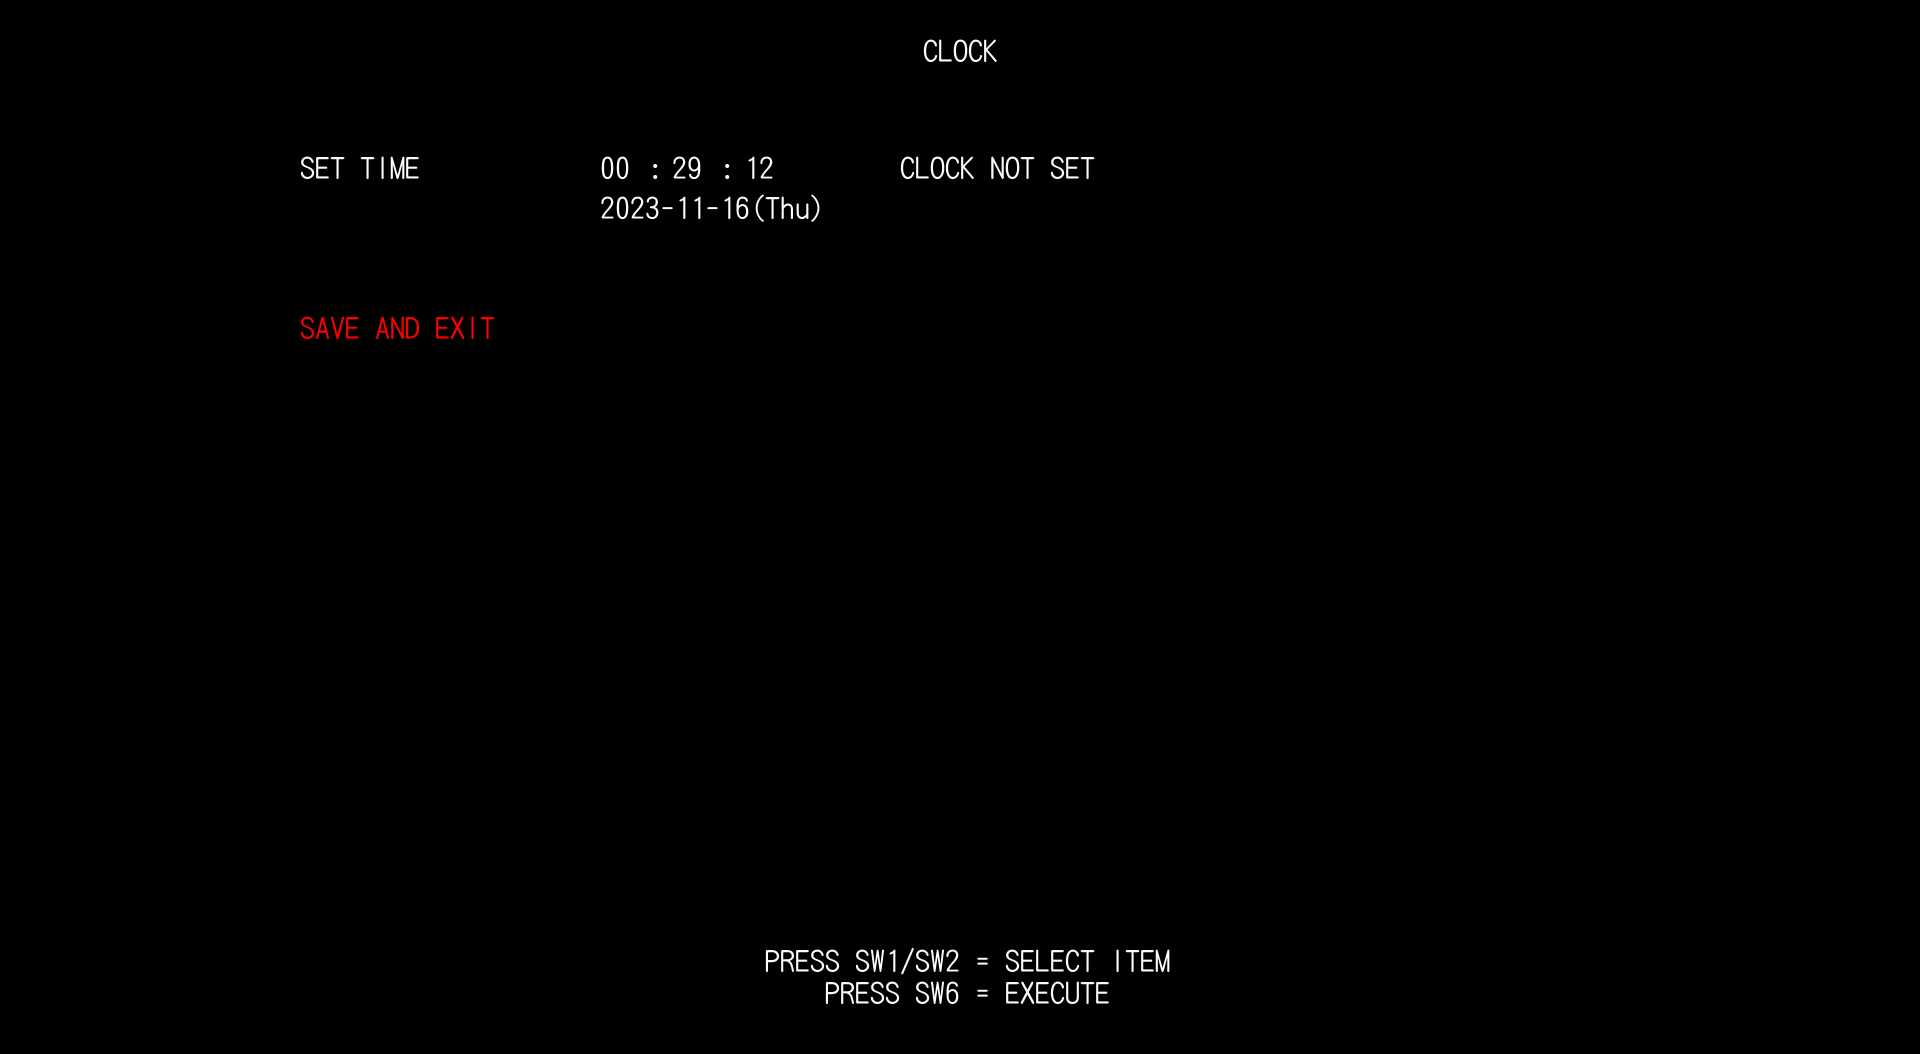 CLOCK
SET TIME 00 : 29 : 12 CLOCK NOT SET
2023-11-16(Thu)
SAVE AND EXIT
PRESS SW1/SW2 = SELECT ITEM
PRESS SW6 = EXECUTE